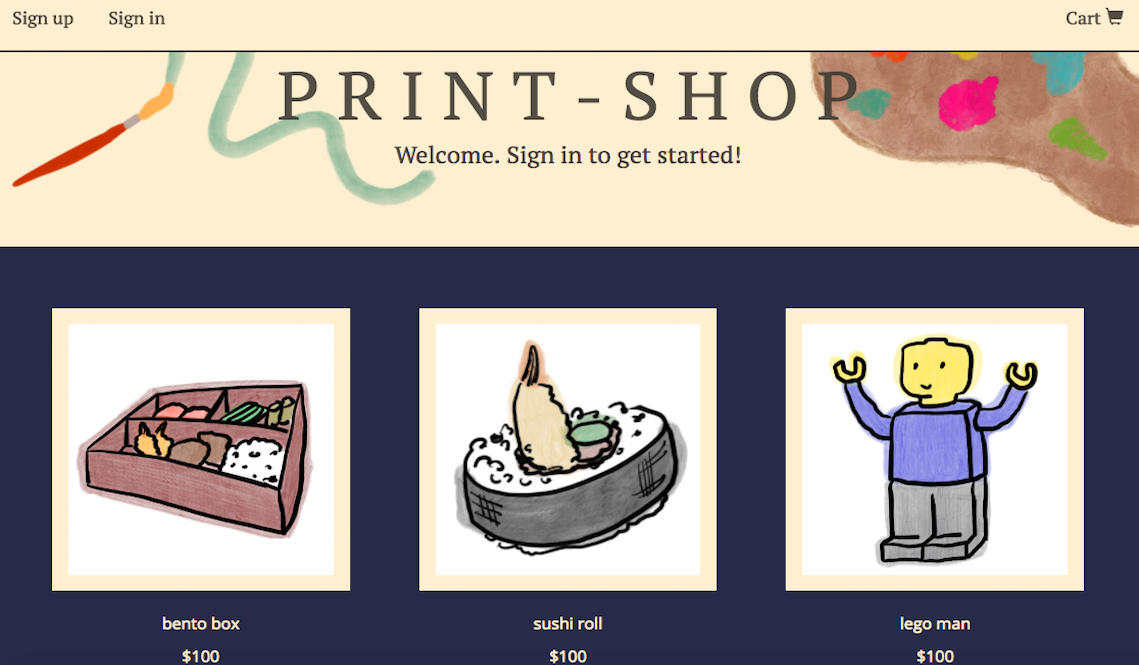 Sign up Sign in Cart
PRINT-SHOP
Welcome. Sign in to get started!
bento box sushi roll lego man
$100 $100 $100